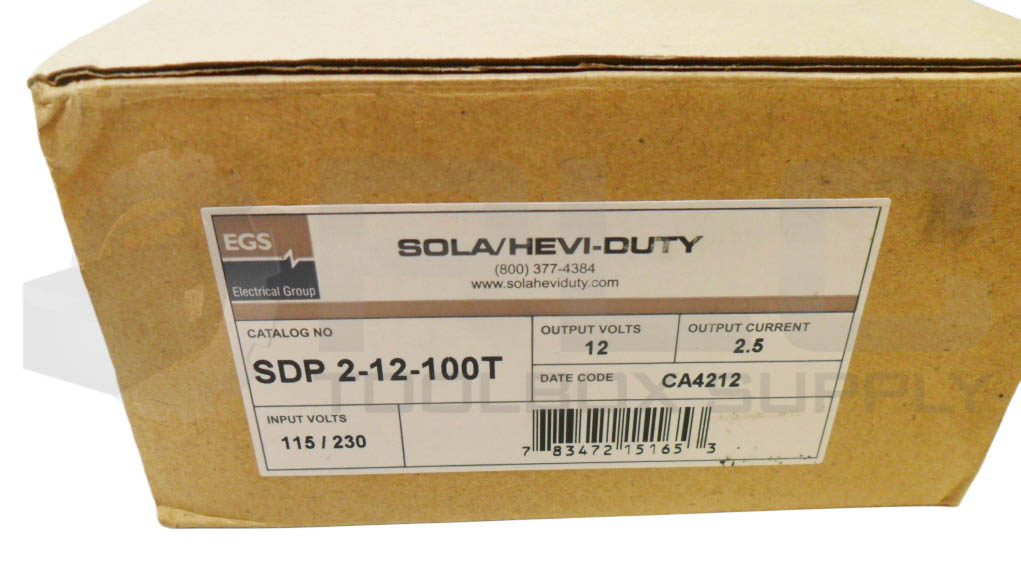 EGS
Electrical Group
SOLA/HEVI-DUTY
(800) 377-4384
www.solaheviduty.com
CATALOG NO
SDP 2-12-100T
OUTPUT VOLTS
12
OUTPUT CURRENT
2.5
DATE CODE CA4212
INPUT VOLTS
115 / 230
7 83472 15165 3
TOOLBOX SUPPLY